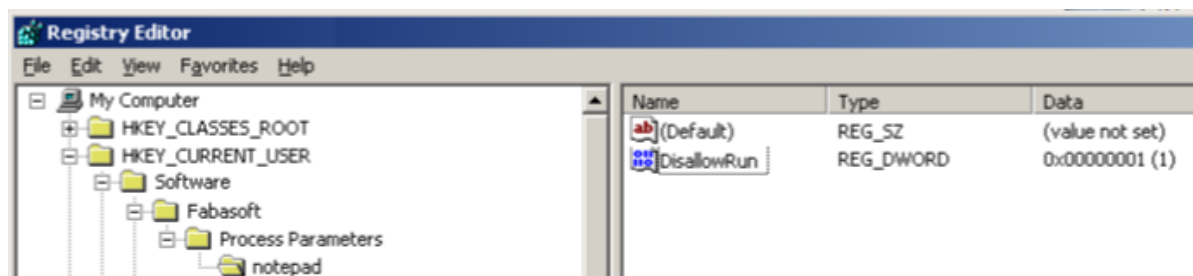 Registry Editor
File Edit View Favorites Help
My Computer
HKEY_CLASSES_ROOT
HKEY_CURRENT_USER
Software
Fabasoft
Process Parameters
notepad
Name Type Data
(Default) REG_SZ (value not set)
DisallowRun REG_DWORD 0x00000001 (1)